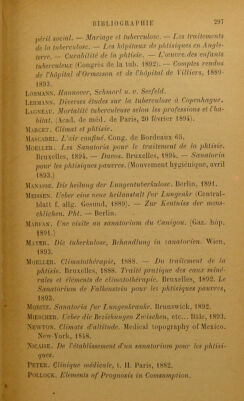 BIBLIOGRAPHIE 297
péril social. — Mariage et tuberculose. — Les traitements
de la tuberculose. — Les hôpitaux de phtisiques en Angle-
terre. — Curabilité de la phtisie. — L'œuvre des enfants
tuberculeux (Congrès de la tub. 1892). — Comptes rendus
de l'hôpital d'Ormesson et de l'hôpital de Villiers, 1889-
1893.
LOHMANN. Hannover, Schmorl u. v. Seefeld.
LEHMANN. Diverses études sur la tuberculose à Copenhague.
LAGNEAU. Mortalité tuberculeuse selon les professions et l'ha-
bitat. (Acad. de méd. de Paris, 20 février 1894).
MARCET. Climat et phtisie.
MASCAREL. L'air confiné. Cong. de Bordeaux 65.
MOELLER. Les Sanatoria pour le traitement de la phtisie.
Bruxelles, 1894. — Davos. Bruxelles, 1894. — Sanatoria
pour les phtisiques pauvres. (Mouvement hygiénique, avril
1893.)
MANASSE. Die heilung der Lungentuberkulose. Berlin, 1891.
MEISSEN. Ueber eine neue heilanstalt fur Lungenkr (Central-
blatt f. allg. Gesund, 1889). — Zur Kentniss der mens-
chlichen. Pht. — Berlin.
MARFAN. Une visite au sanatorium du Canigou. (Gaz. hôp.
1891.)
MAYER. Die tuberkulose, Behandlung in sanatorien. Wien,
1893.
MOELLER. Climatothérapie, 1888. — Du traitement de la
phtisie. Bruxelles, 1888. Traité pratique des eaux miné-
rales et éléments de climatothérapie. Bruxelles, 1892. Le
Sanatorium de Falkenstein pour les phtisiques pauvres,
1893.
MORITZ. Sanatoria fur Lungenkranke. Brunswick, 1892.
MIESCHER. Ueber die Beziehungen Zwischen, etc... Bâle, 1893.
NEWTON. Climats d'altitude. Medical topography of Mexico.
New-York, 1848.
NICAISE. De l'établissement d'un sanatorium pour les phtisi-
ques.
PETER. Clinique médicale, t. II. Paris, 1882.
POLLOCK. Elements of Prognosis in Comsumption.